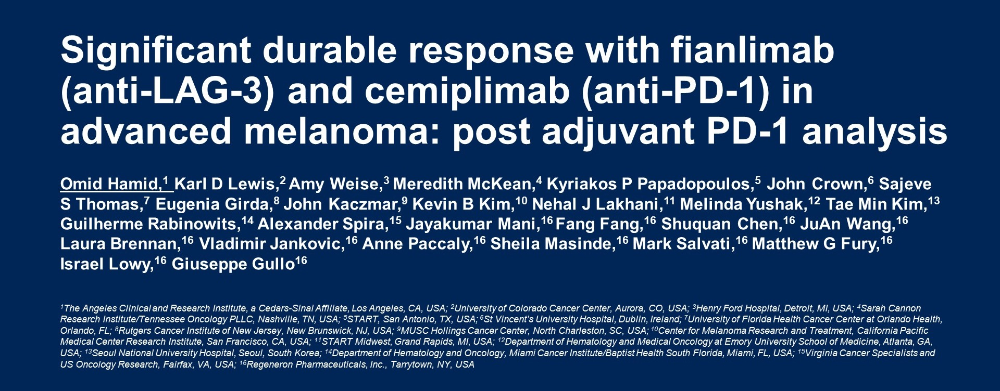 Significant durable response with fianlimab
(anti-LAG-3) and cemiplimab (anti-PD-1) in
advanced melanoma: post adjuvant PD-1 analysis
Omid Hamid,¹ Karl D Lewis,² Amy Weise,³ Meredith McKean,⁴ Kyriakos P Papadopoulos,⁵ John Crown,⁶ Sajeve
S Thomas,⁷ Eugenia Girda,⁸ John Kaczmar,⁹ Kevin B Kim,¹⁰ Nehal J Lakhani,¹¹ Melinda Yushak,¹² Tae Min Kim,¹³
Guilherme Rabinowits,¹⁴ Alexander Spira,¹⁵ Jayakumar Mani,¹⁶ Fang Fang,¹⁶ Shuquan Chen,¹⁶ JuAn Wang,¹⁶
Laura Brennan,¹⁶ Vladimir Jankovic,¹⁶ Anne Paccaly,¹⁶ Sheila Masinde,¹⁶ Mark Salvati,¹⁶ Matthew G Fury,¹⁶
Israel Lowy,¹⁶ Giuseppe Gullo¹⁶
¹The Angeles Clinical and Research Institute, a Cedars-Sinai Affiliate, Los Angeles, CA, USA; ²University of Colorado Cancer Center, Aurora, CO, USA; ³Henry Ford Hospital, Detroit, MI, USA; ⁴Sarah Cannon
Research Institute/Tennessee Oncology PLLC, Nashville, TN, USA; ⁵START, San Antonio, TX, USA; ⁶St Vincent's University Hospital, Dublin, Ireland; ⁷University of Florida Health Cancer Center at Orlando Health,
Orlando, FL; ⁸Rutgers Cancer Institute of New Jersey, New Brunswick, NJ, USA; ⁹MUSC Hollings Cancer Center, North Charleston, SC, USA; ¹⁰Center for Melanoma Research and Treatment, California Pacific
Medical Center Research Institute, San Francisco, CA, USA; ¹¹START Midwest, Grand Rapids, MI, USA; ¹²Department of Hematology and Medical Oncology at Emory University School of Medicine, Atlanta, GA,
USA; ¹³Seoul National University Hospital, Seoul, South Korea; ¹⁴Department of Hematology and Oncology, Miami Cancer Institute/Baptist Health South Florida, Miami, FL, USA; ¹⁵Virginia Cancer Specialists and
US Oncology Research, Fairfax, VA, USA; ¹⁶Regeneron Pharmaceuticals, Inc., Tarrytown, NY, USA